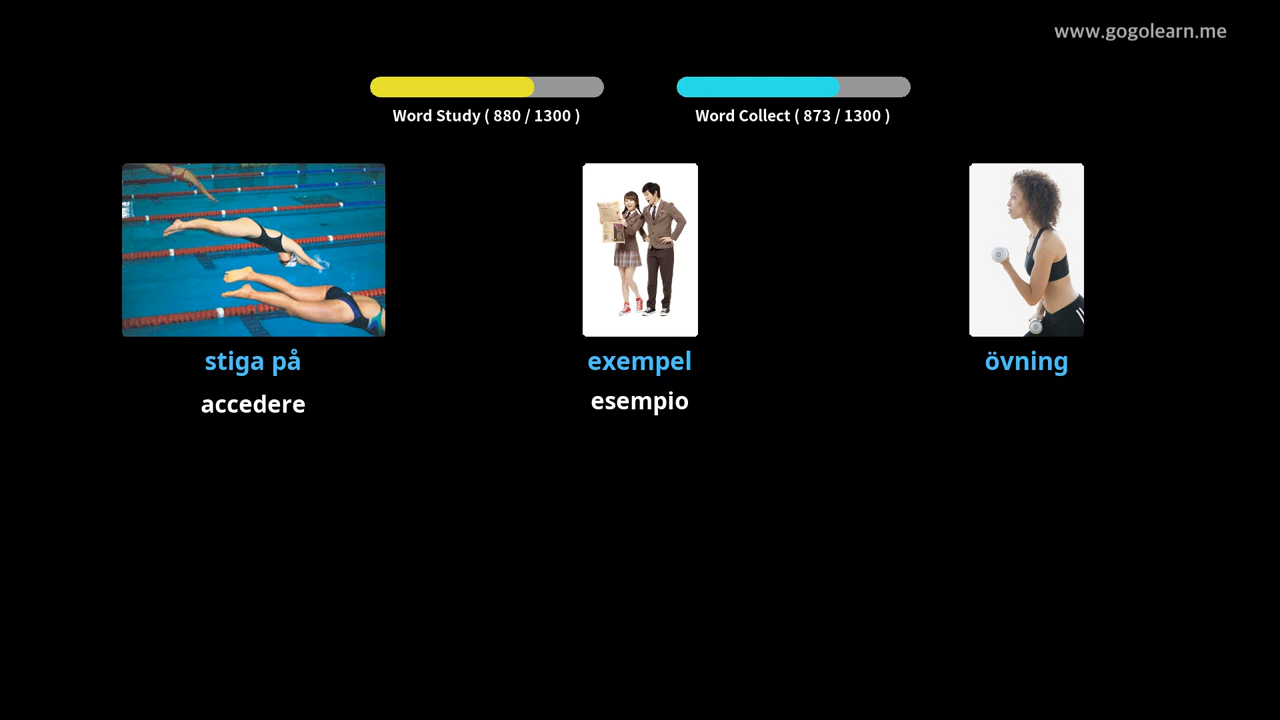 www.gogolearn.me
Word Study ( 880 / 1300 )
Word Collect ( 873 / 1300 )
stiga på
exempel
övning
accedere
esempio